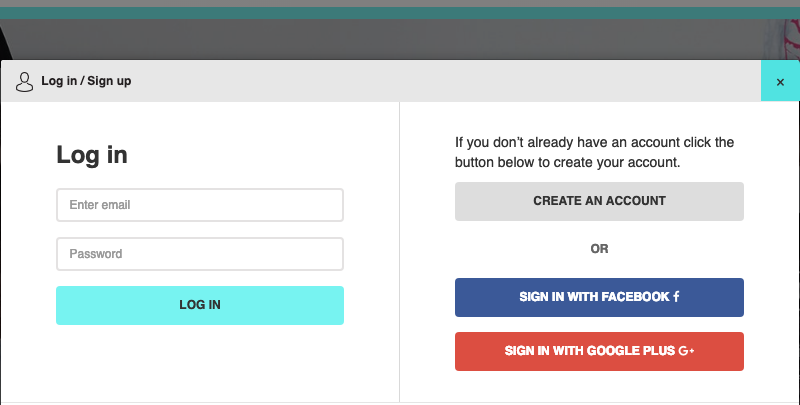 Log in / Sign up
×
Log in
Enter email
Password
LOG IN
If you don't already have an account click the
button below to create your account.
CREATE AN ACCOUNT
OR
SIGN IN WITH FACEBOOK f
SIGN IN WITH GOOGLE PLUS G+